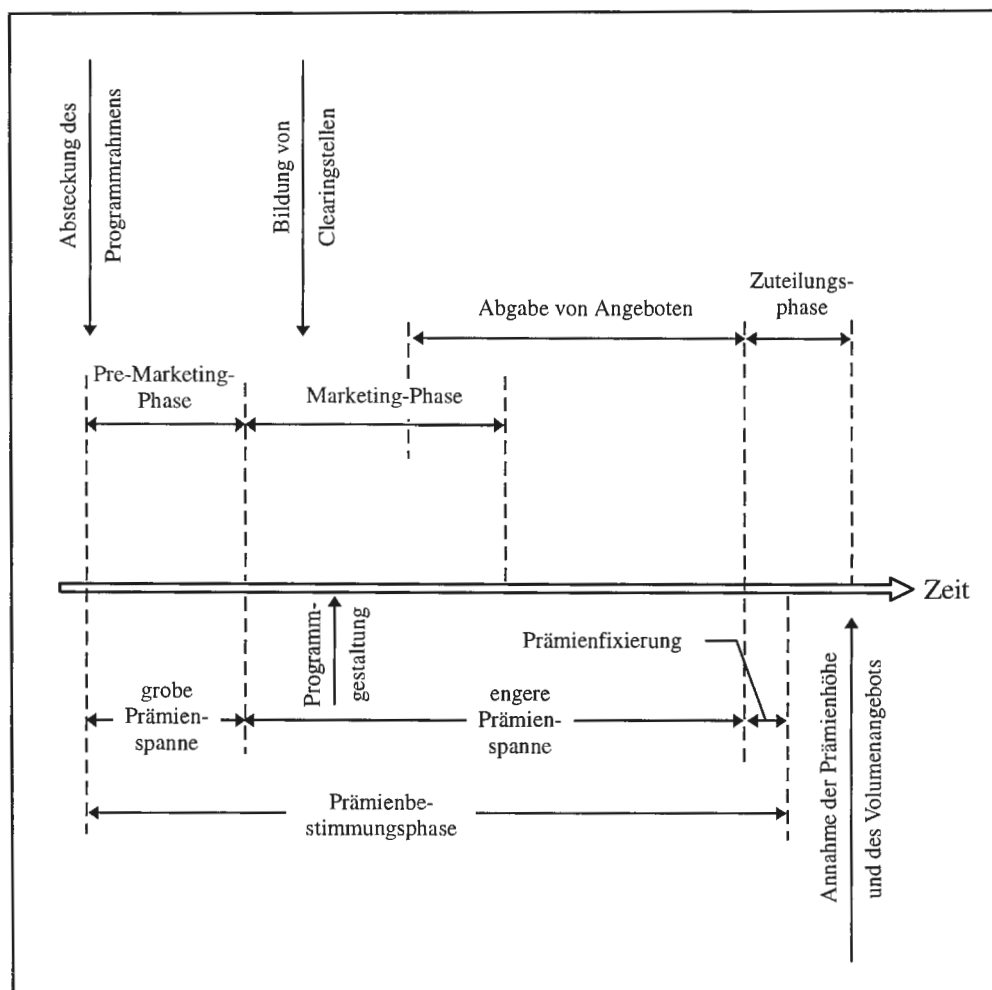 Absteckung des
Programmrahmens
Bildung von
Clearingstellen
Zuteilungs-
phase
Abgabe von Angeboten
Pre-Marketing-
Phase
Marketing-Phase
Zeit
Programm-
gestaltung
Prämienfixierung
grobe
Prämien-
spanne
engere
Prämien-
spanne
Prämienbe-
stimmungsphase
Annahme der Prämienhöhe
und des Volumenangebots